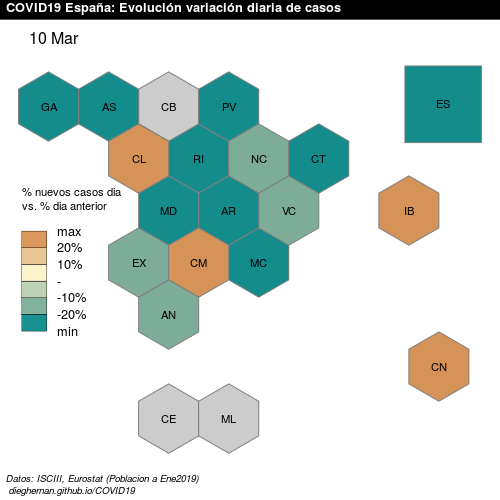 COVID19 España: Evolución variación diaria de casos
10 Mar
GA AS CB PV ES
CL RI NC CT
% nuevos casos dia
vs. % dia anterior
MD AR VC IB
max
20%
10%
-
-10%
-20%
min
EX CM MC
AN
CN
CE ML
Datos: ISCIII, Eurostat (Poblacion a Ene2019)
dieghernan.github.io/COVID19